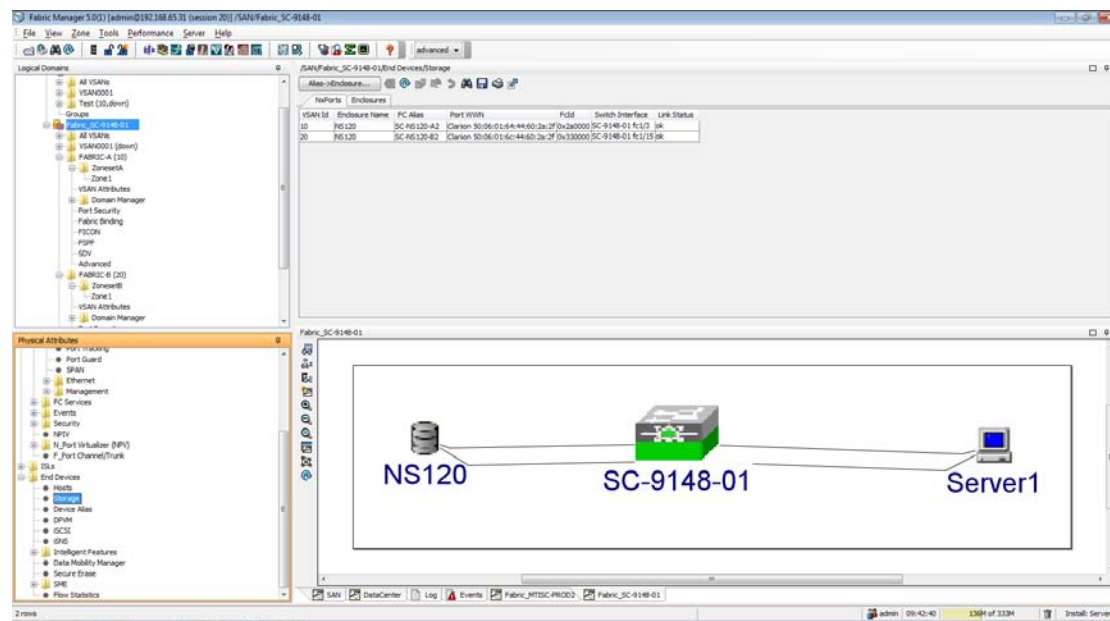 Fabric Manager 5.0(1) [admin@192.168.65.31 (session 20)] /SAN/Fabric_SC-9148-01
File View Zone Tools Performance Server Help
advanced
Logical Domains
All VSANs
VSAN0001
Test (10,down)
Groups
Fabric_SC-9148-01
All VSANs
VSAN0001 (down)
FABRIC-A (10)
ZonesetA
Zone1
VSAN Attributes
Domain Manager
Port Security
Fabric Binding
FICON
FSPF
SDV
Advanced
FABRIC-B (20)
ZonesetB
Zone1
VSAN Attributes
Domain Manager
/SAN/Fabric_SC-9148-01/End Devices/Storage
Alias->Enclosure...
NxPorts Enclosures
VSAN Id Enclosure Name FC Alias Port WWN FcId Switch Interface Link Status
10 NS120 SC-NS120-A2 Clariion 50:06:01:64:44:60:2a:2f 0x2a0000 SC-9148-01 fc1/3 ok
20 NS120 SC-NS120-B2 Clariion 50:06:01:6c:44:60:2a:2f 0x330000 SC-9148-01 fc1/15 ok
Physical Attributes
Port Tracking
Port Guard
SPAN
Ethernet
Management
FC Services
Events
Security
NPIV
N_Port Virtualizer (NPV)
F_Port Channel/Trunk
ISLs
End Devices
Hosts
Storage
Device Alias
DPVM
iSCSI
iSNS
Intelligent Features
Data Mobility Manager
Secure Erase
SME
Flow Statistics
Fabric_SC-9148-01
NS120
SC-9148-01
Server1
SAN DataCenter Log Events Fabric_MTISC-PROD2- Fabric_SC-9148-01
2 rows
admin 09:42:40 136M of 333M Install: Server